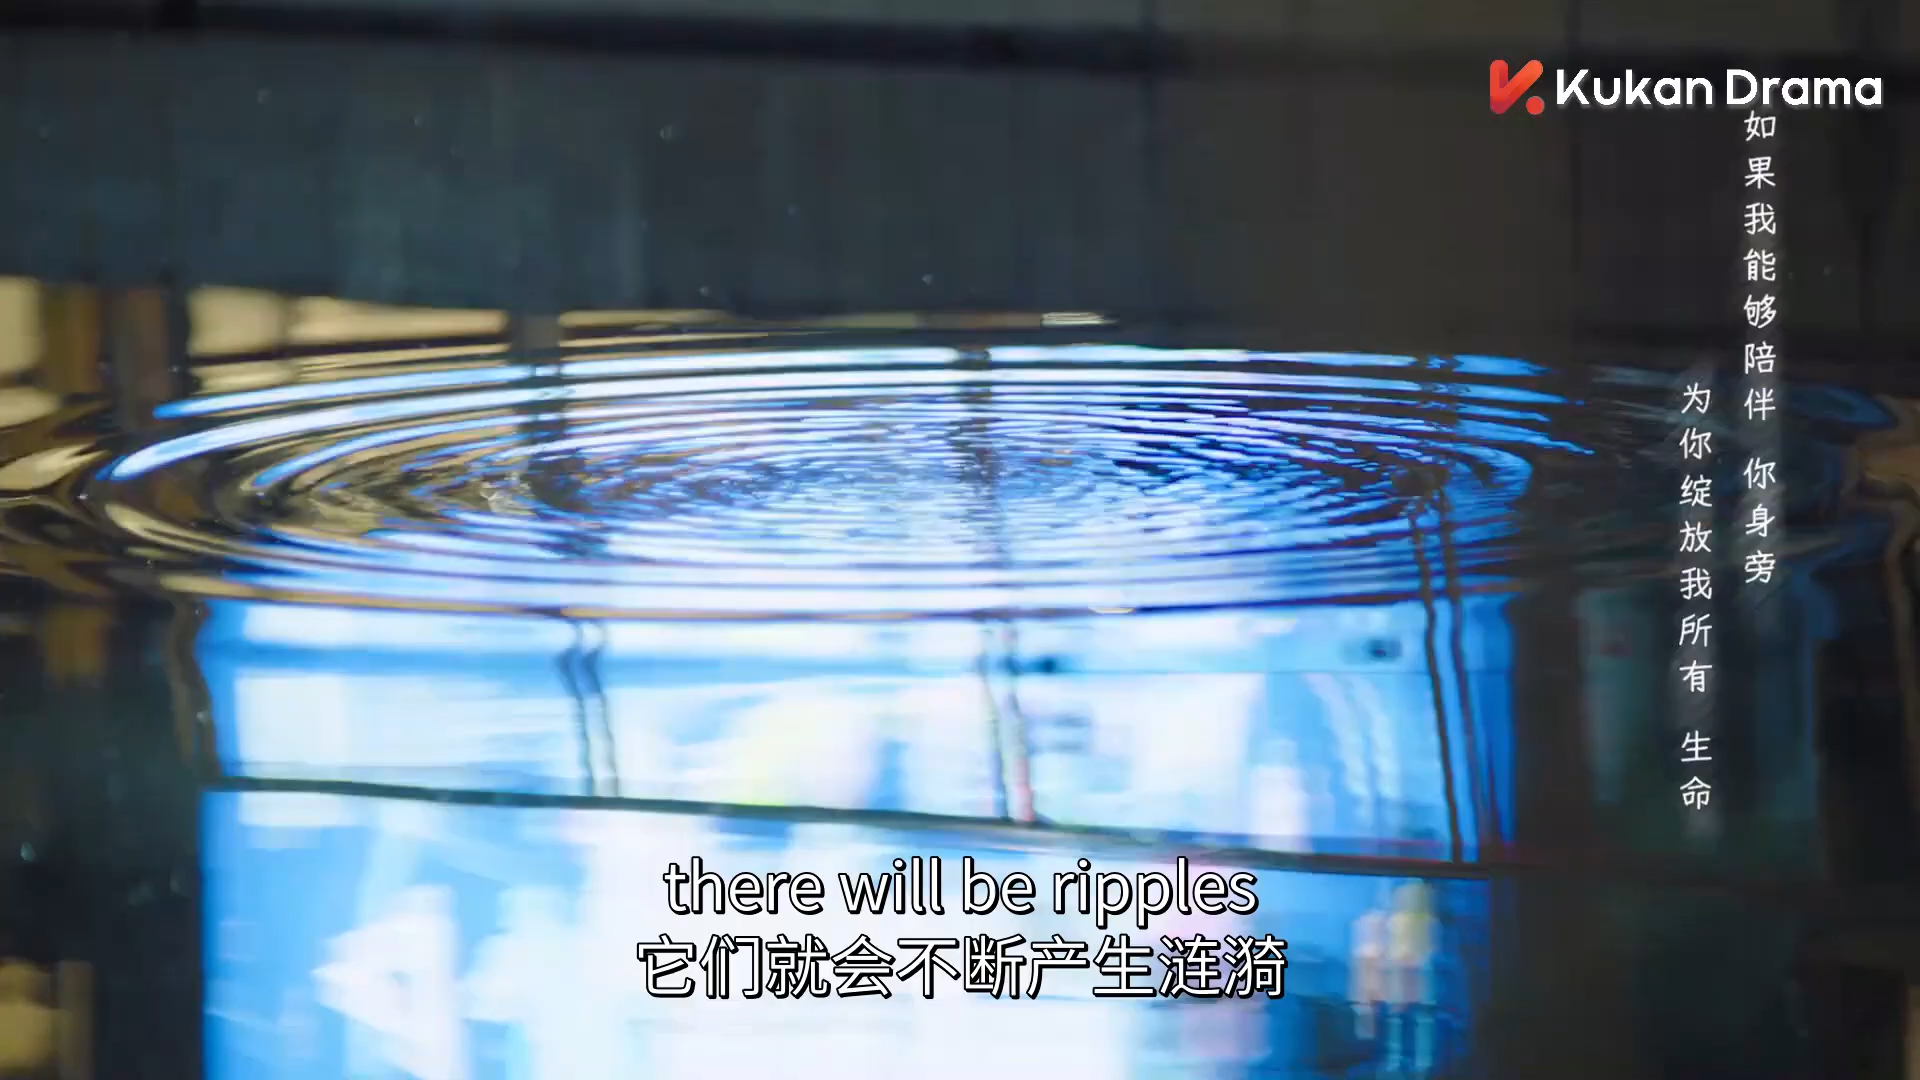 Kukan Drama
如果我能够陪伴 你身旁
为你绽放我所有 生命
there will be ripples
它们就会不断产生涟漪